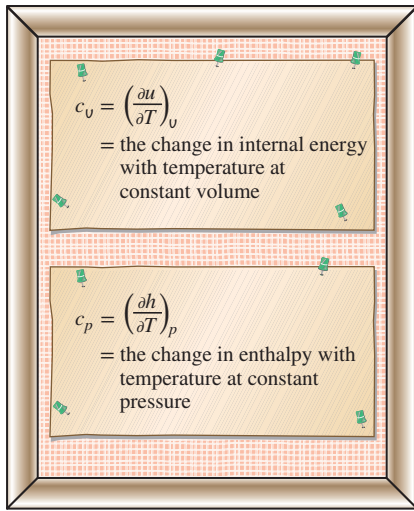 c_υ = (∂u/∂T)_υ
= the change in internal energy
with temperature at
constant volume
c_p = (∂h/∂T)_p
= the change in enthalpy with
temperature at constant
pressure